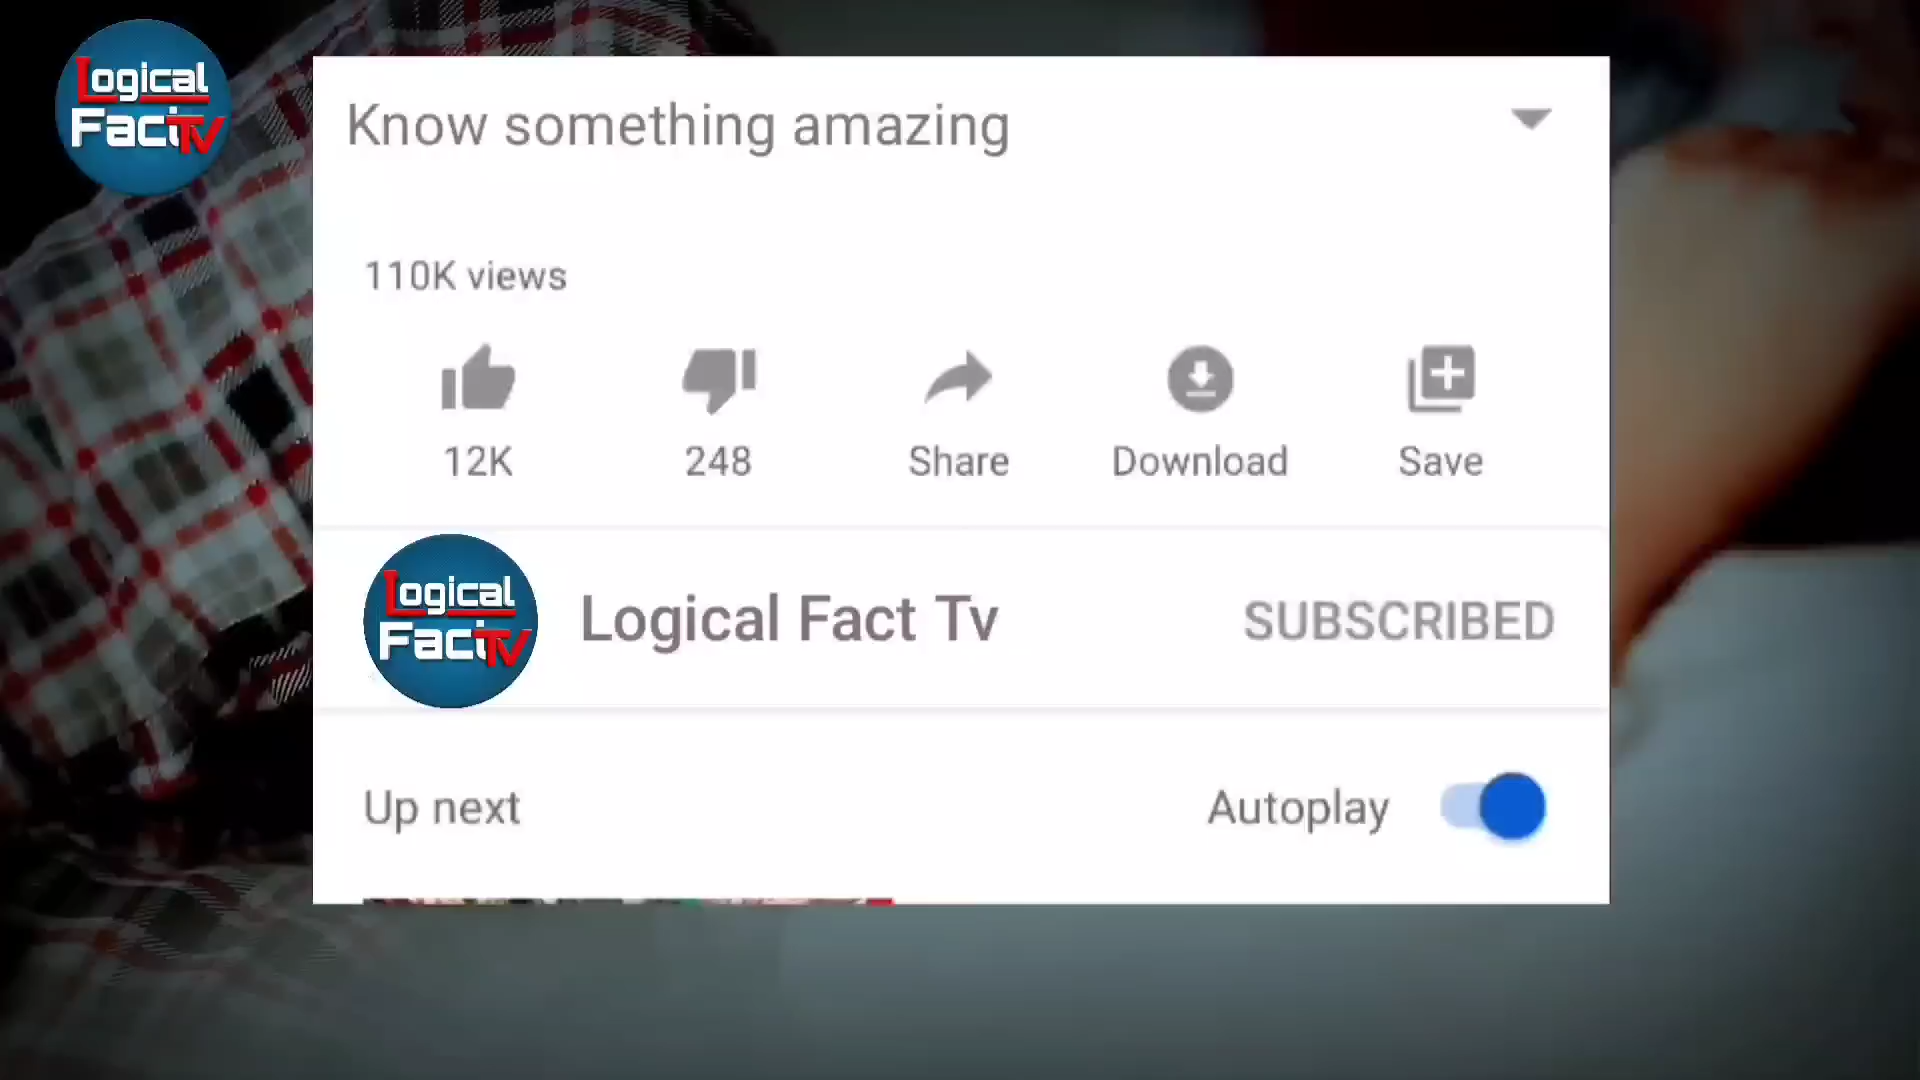 Logical
Fact TV
Know something amazing
110K views
12K
248
Share
Download
Save
Logical
Fact TV
Logical Fact Tv
SUBSCRIBED
Up next
Autoplay